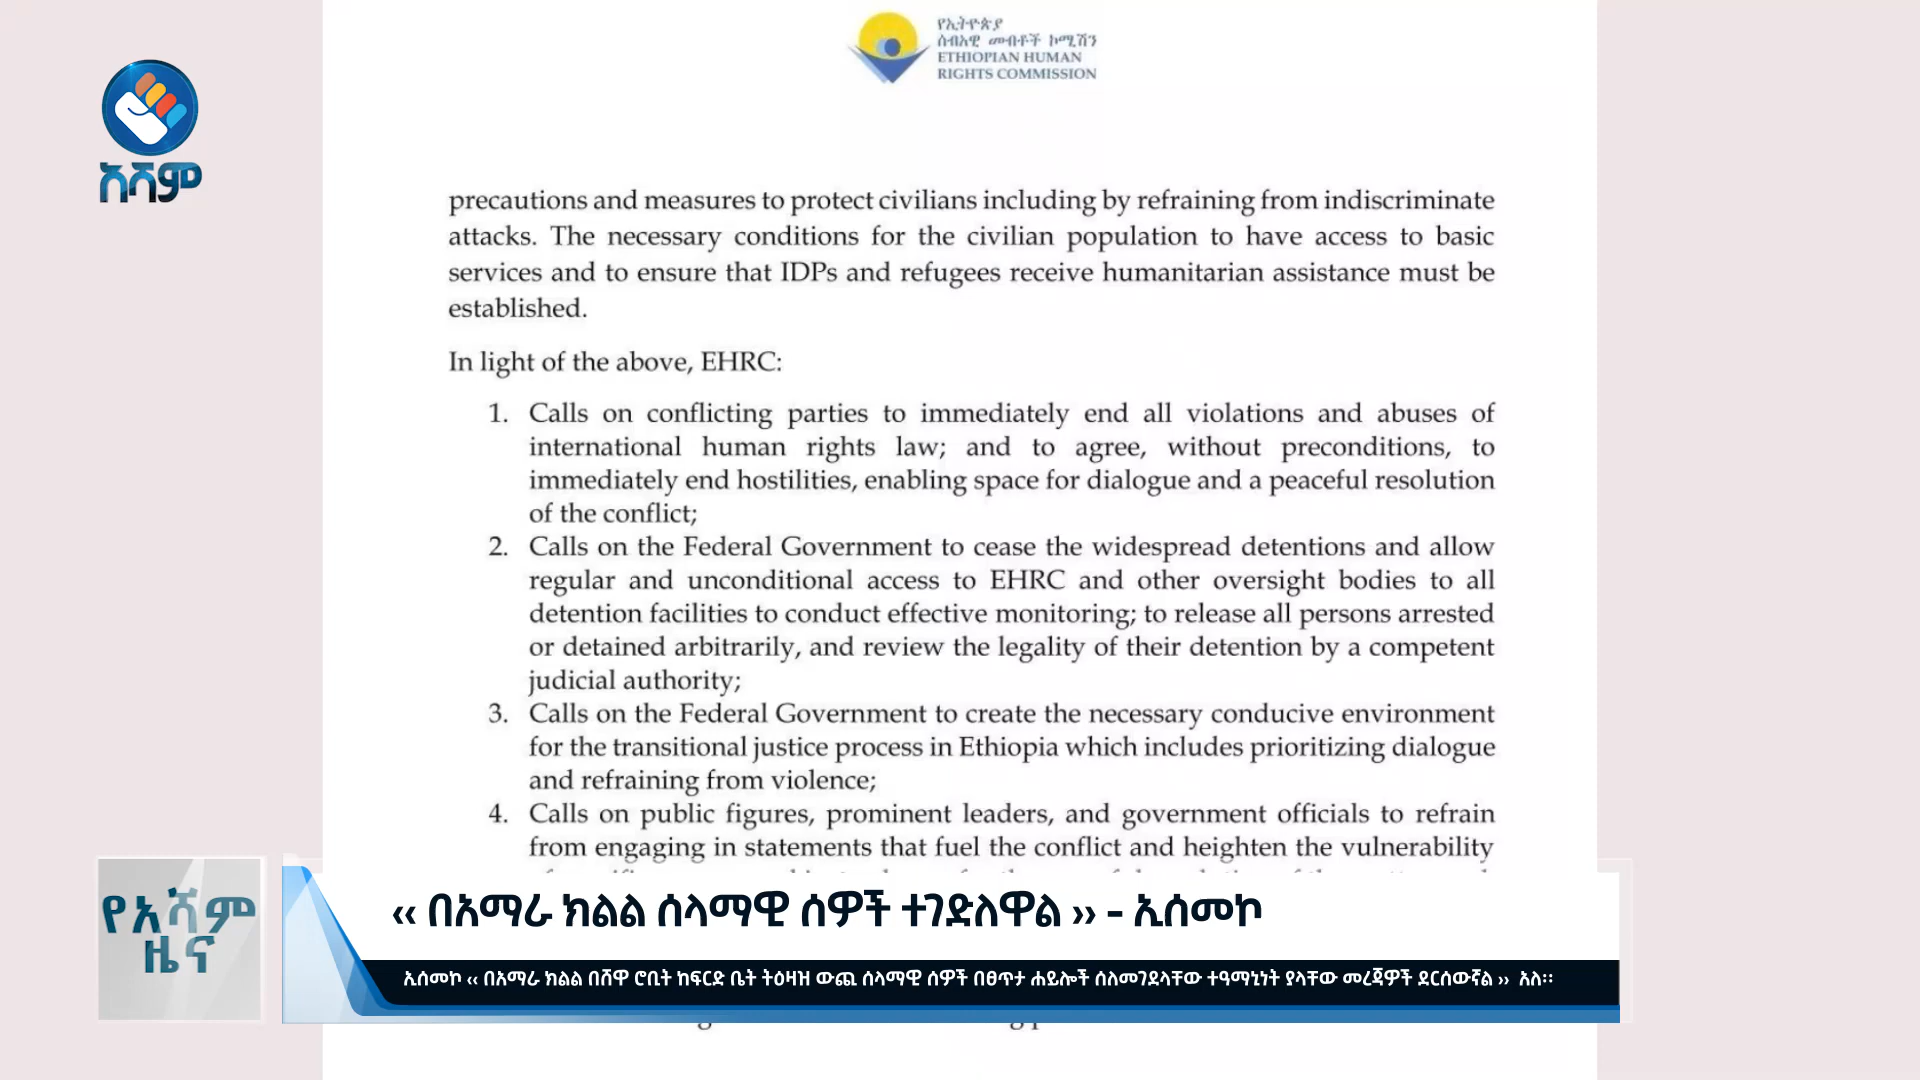 የኢትዮጵያ
ሰብአዊ መብቶች ኮሚሽን
ETHIOPIAN HUMAN
RIGHTS COMMISSION
አሻም
precautions and measures to protect civilians including by refraining from indiscriminate
attacks. The necessary conditions for the civilian population to have access to basic
services and to ensure that IDPs and refugees receive humanitarian assistance must be
established.
In light of the above, EHRC:
1. Calls on conflicting parties to immediately end all violations and abuses of
international human rights law; and to agree, without preconditions, to
immediately end hostilities, enabling space for dialogue and a peaceful resolution
of the conflict;
2. Calls on the Federal Government to cease the widespread detentions and allow
regular and unconditional access to EHRC and other oversight bodies to all
detention facilities to conduct effective monitoring; to release all persons arrested
or detained arbitrarily, and review the legality of their detention by a competent
judicial authority;
3. Calls on the Federal Government to create the necessary conducive environment
for the transitional justice process in Ethiopia which includes prioritizing dialogue
and refraining from violence;
4. Calls on public figures, prominent leaders, and government officials to refrain
from engaging in statements that fuel the conflict and heighten the vulnerability
የአሻም
ዜና
‹‹ በአማራ ክልል ሰላማዊ ሰዎች ተገድለዋል ›› - ኢሰመኮ
ኢሰመኮ ‹‹ በአማራ ክልል በሸዋ ሮቢት ከፍርድ ቤት ትዕዛዝ ውጪ ሰላማዊ ሰዎች በፀጥታ ሐይሎች ስለመገደላቸው ተዓማኒነት ያላቸው መረጃዎች ደርሰውኛል ›› አለ፡፡